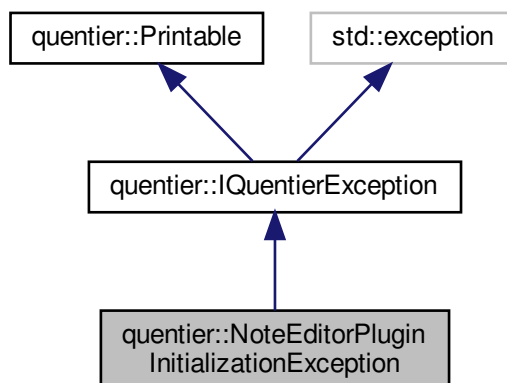 quentier::Printable
std::exception
quentier::IQuentierException
quentier::NoteEditorPlugin
InitializationException